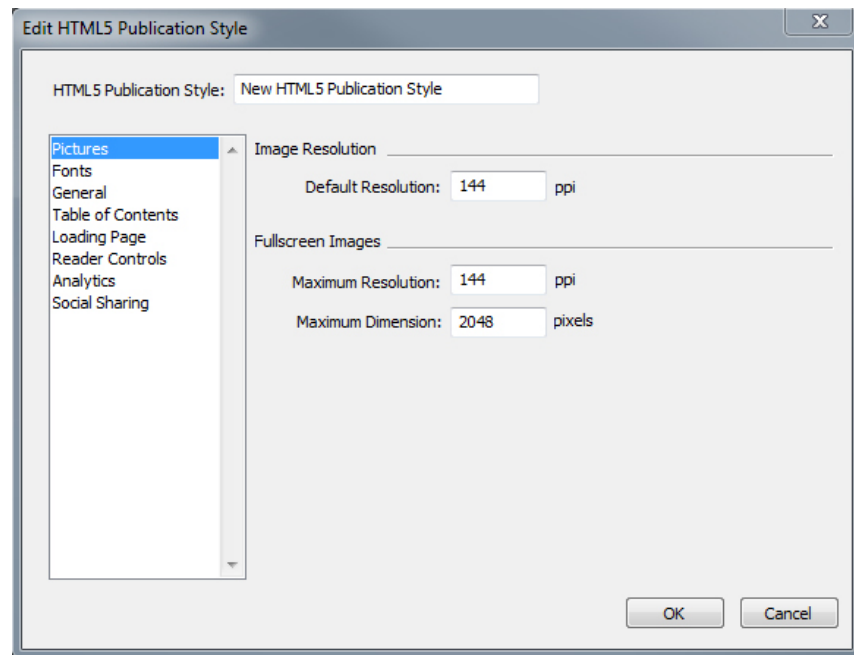 Edit HTML5 Publication Style
HTML5 Publication Style: New HTML5 Publication Style
Pictures
Fonts
General
Table of Contents
Loading Page
Reader Controls
Analytics
Social Sharing
Image Resolution
Default Resolution: 144 ppi
Fullscreen Images
Maximum Resolution: 144 ppi
Maximum Dimension: 2048 pixels
OK Cancel